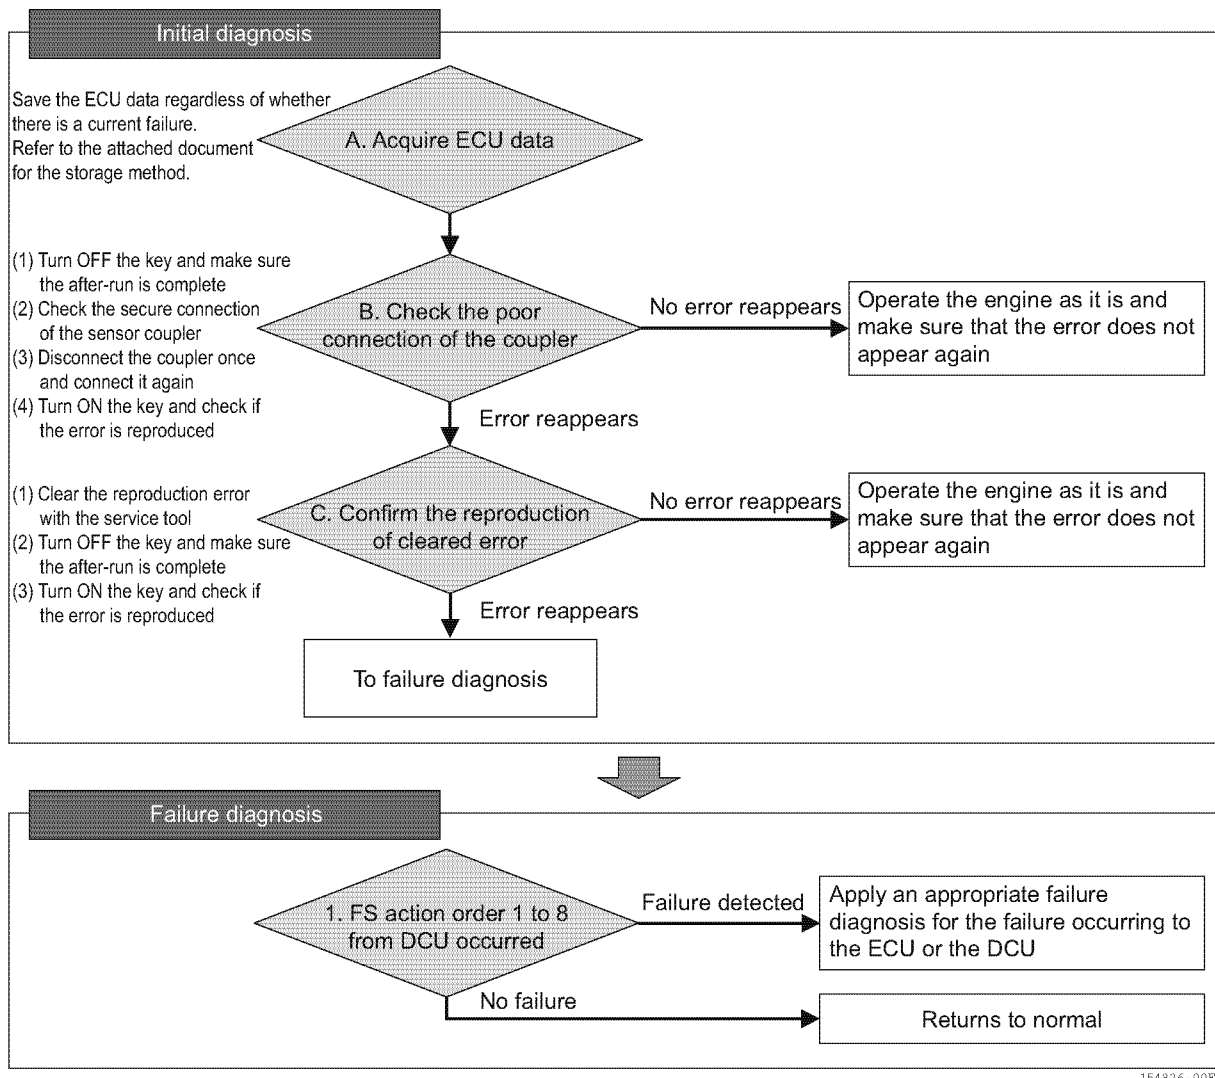 Initial diagnosis
Save the ECU data regardless of whether
there is a current failure.
Refer to the attached document
for the storage method.
A. Acquire ECU data
(1) Turn OFF the key and make sure
the after-run is complete
(2) Check the secure connection
of the sensor coupler
(3) Disconnect the coupler once
and connect it again
(4) Turn ON the key and check if
the error is reproduced
B. Check the poor
connection of the coupler
No error reappears
Operate the engine as it is and
make sure that the error does not
appear again
Error reappears
(1) Clear the reproduction error
with the service tool
(2) Turn OFF the key and make sure
the after-run is complete
(3) Turn ON the key and check if
the error is reproduced
C. Confirm the reproduction
of cleared error
No error reappears
Operate the engine as it is and
make sure that the error does not
appear again
Error reappears
To failure diagnosis
Failure diagnosis
1. FS action order 1 to 8
from DCU occurred
Failure detected
Apply an appropriate failure
diagnosis for the failure occurring to
the ECU or the DCU
No failure
Returns to normal